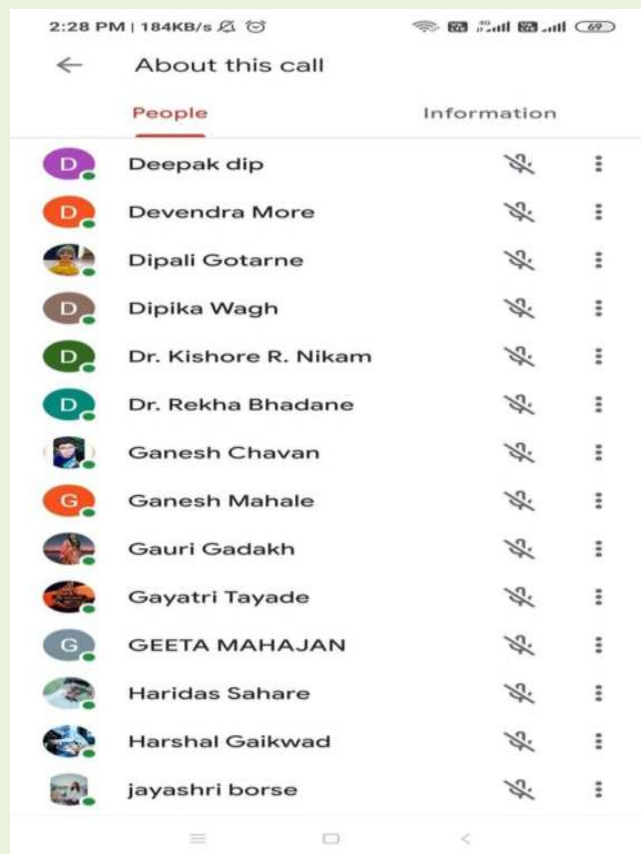 2:28 PM | 184KB/s 4G 69
About this call
People Information
D Deepak dip
D Devendra More
Dipali Gotarne
D Dipika Wagh
D Dr. Kishore R. Nikam
D Dr. Rekha Bhadane
Ganesh Chavan
G Ganesh Mahale
Gauri Gadakh
Gayatri Tayade
G GEETA MAHAJAN
Haridas Sahare
Harshal Gaikwad
jayashri borse